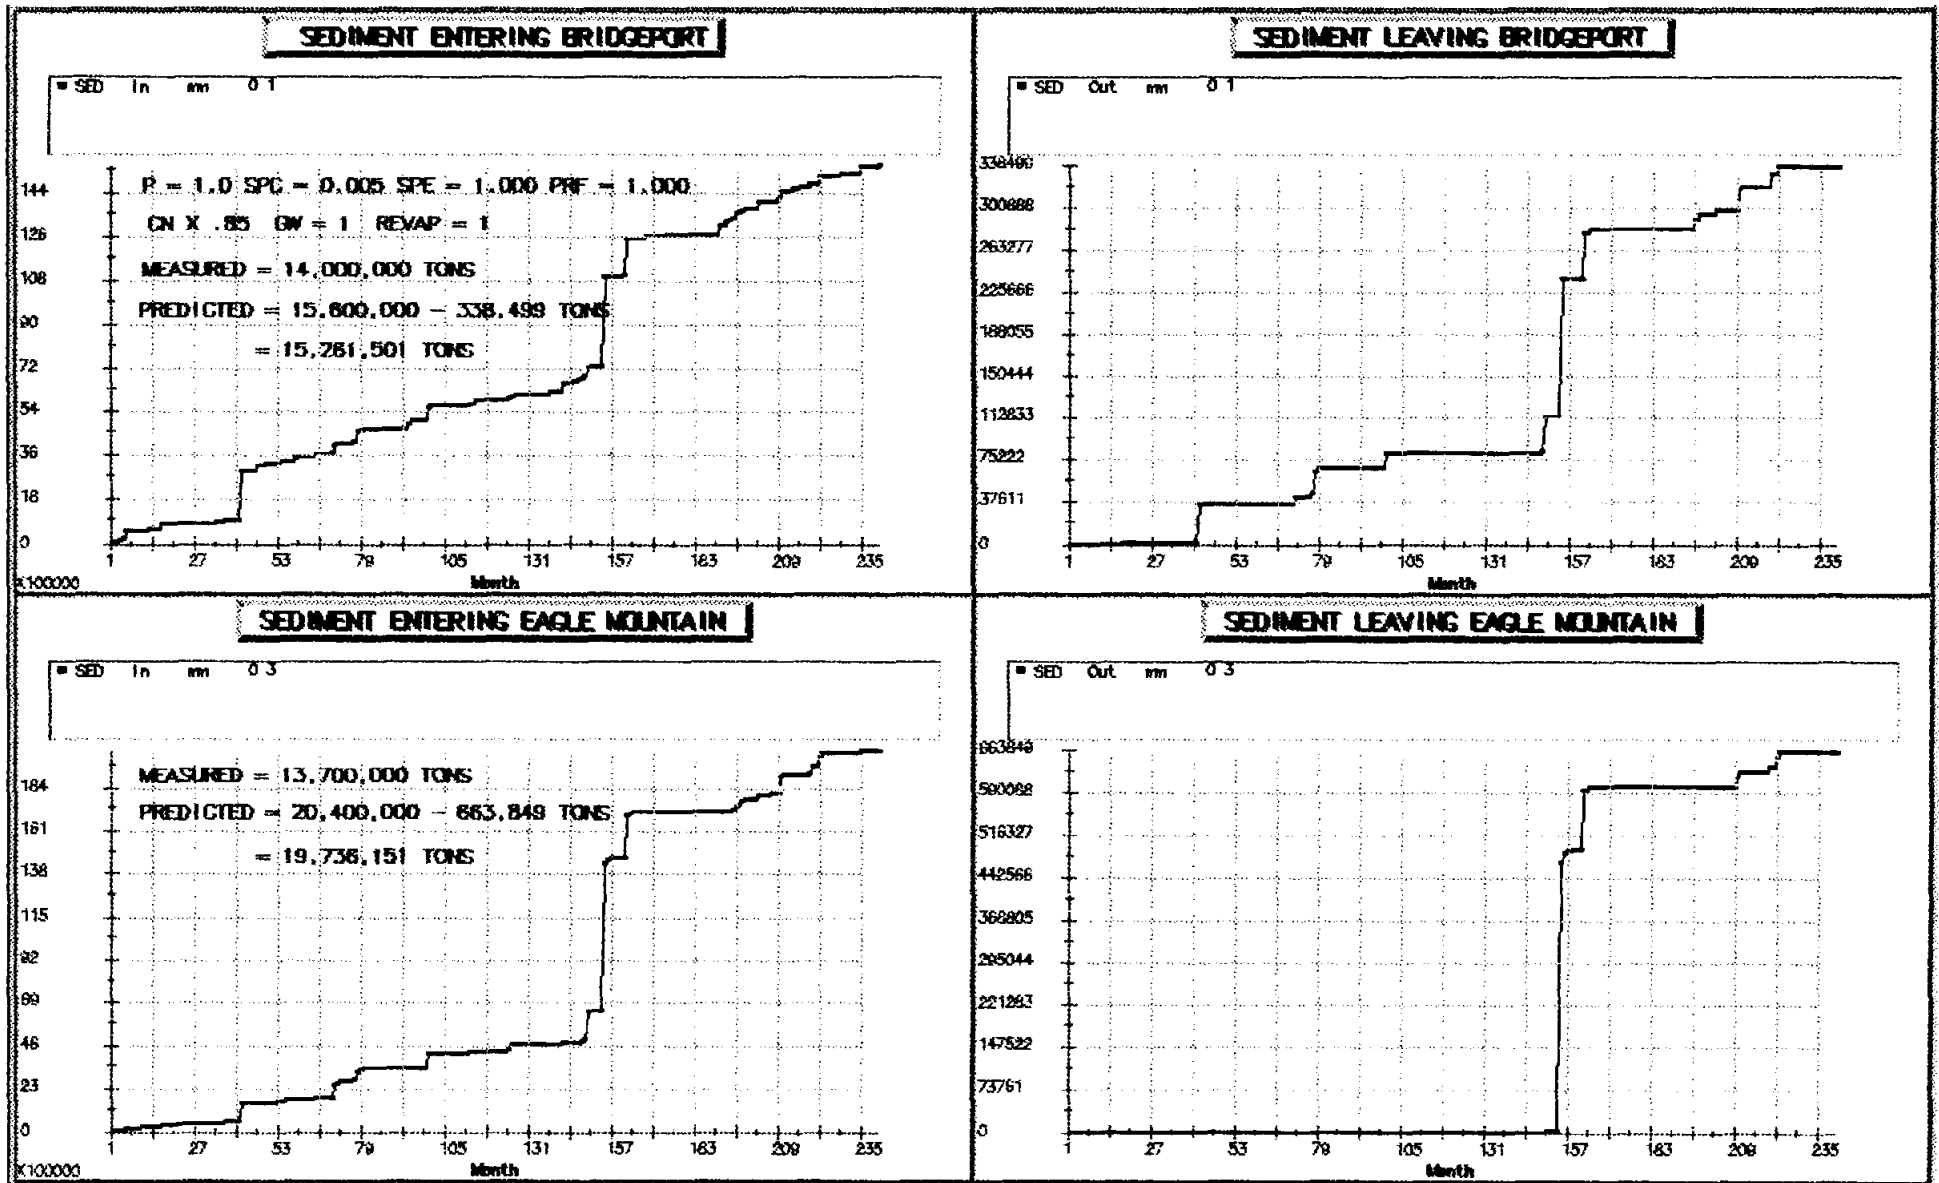 SEDIMENT ENTERING BRIDGEPORT
SED In mm 0 1
P = 1.0 SPC = 0.005 SPE = 1.000 PRF = 1.000
CN X .85 GW = 1 REVAP = 1
MEASURED = 14,000,000 TONS
PREDICTED = 15,600,000 - 338,499 TONS
= 15,261,501 TONS
144
126
108
90
72
54
36
18
0
1 27 53 79 105 131 157 183 209 235
X100000
Month
SEDIMENT LEAVING BRIDGEPORT
SED Out mm 0 1
338499
300888
263277
225666
188055
150444
112833
75222
37611
0
1 27 53 79 105 131 157 183 209 235
Month
SEDIMENT ENTERING EAGLE MOUNTAIN
SED In mm 0 3
MEASURED = 13,700,000 TONS
PREDICTED = 20,400,000 - 663,849 TONS
= 19,736,151 TONS
184
161
138
115
92
69
46
23
0
1 27 53 79 105 131 157 183 209 235
X100000
Month
SEDIMENT LEAVING EAGLE MOUNTAIN
SED Out mm 0 3
663849
590088
516327
442566
368805
295044
221283
147522
73761
0
1 27 53 79 105 131 157 183 209 235
Month